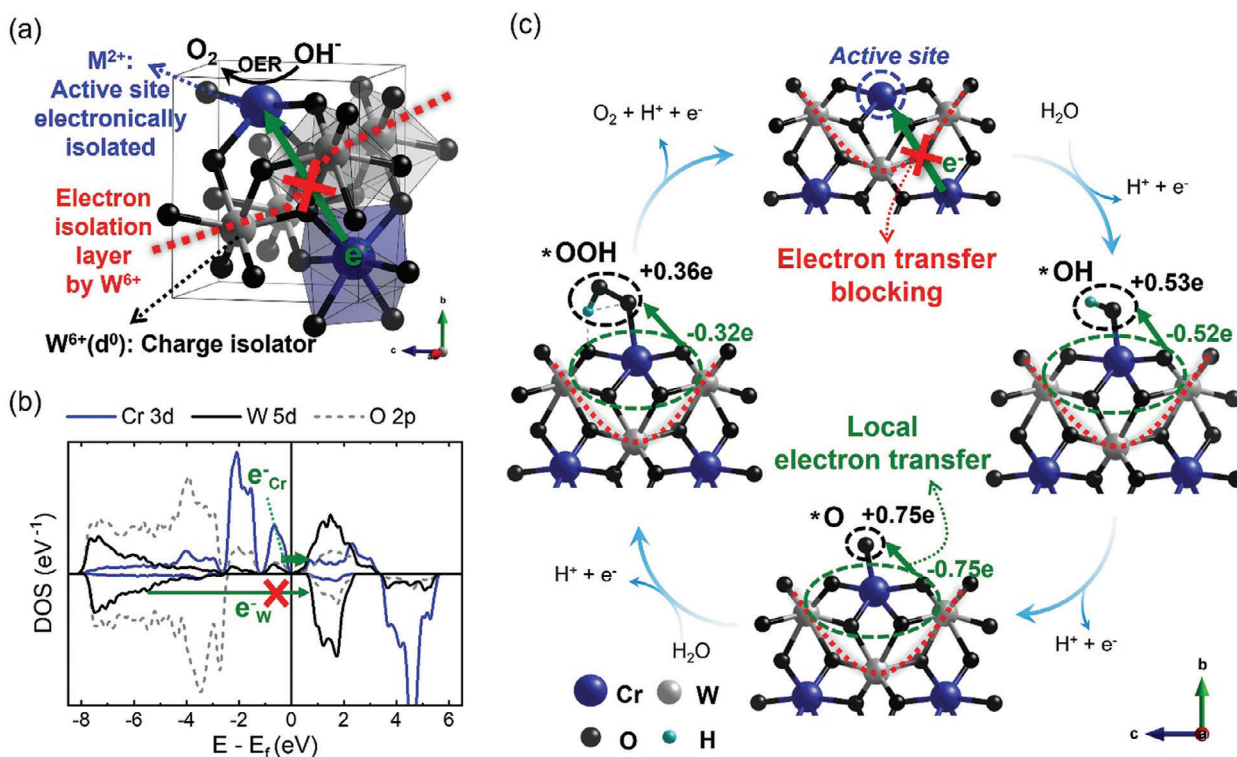 (a)
O₂ OER OH⁻
M²⁺:
Active site
electronically
isolated
Electron
isolation
layer
by W⁶⁺
e⁻
W⁶⁺(d⁰): Charge isolator
b
c
a
(b)
Cr 3d W 5d O 2p
e⁻Cr
e⁻W
DOS (eV⁻¹)
-8 -6 -4 -2 0 2 4 6
E - E_f (eV)
(c)
Active site
e⁻
Electron transfer
blocking
H₂O
H⁺ + e⁻
*OH
+0.53e
-0.52e
H⁺ + e⁻
Local
electron transfer
*O
+0.75e
-0.75e
H₂O
H⁺ + e⁻
*OOH
+0.36e
-0.32e
O₂ + H⁺ + e⁻
Cr W
O H
b
c
a